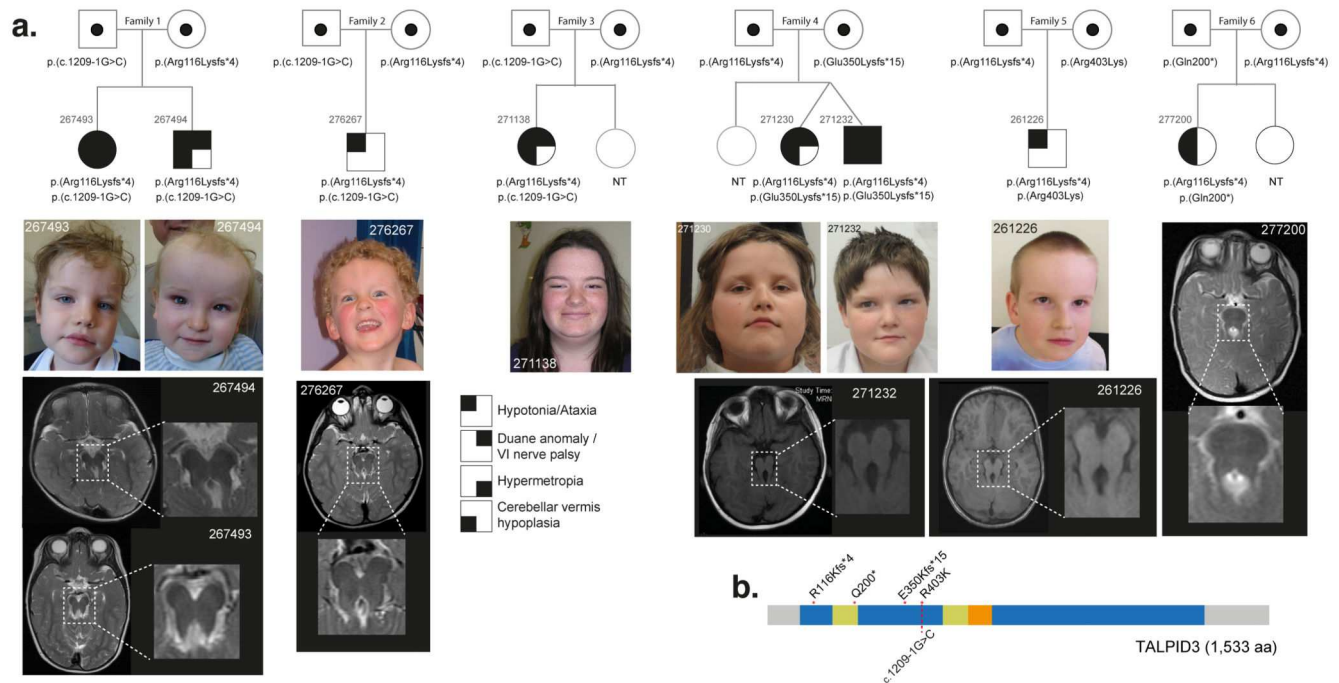 a.
Family 1
p.(c.1209-1G>C) p.(Arg116Lysfs*4)
267493 267494
p.(Arg116Lysfs*4) p.(Arg116Lysfs*4)
p.(c.1209-1G>C) p.(c.1209-1G>C)
Family 2
p.(c.1209-1G>C) p.(Arg116Lysfs*4)
276267
p.(Arg116Lysfs*4)
p.(c.1209-1G>C)
Family 3
p.(c.1209-1G>C) p.(Arg116Lysfs*4)
271138
p.(Arg116Lysfs*4) NT
p.(c.1209-1G>C)
Family 4
p.(Arg116Lysfs*4) p.(Glu350Lysfs*15)
271230 271232
NT p.(Arg116Lysfs*4) p.(Arg116Lysfs*4)
p.(Glu350Lysfs*15) p.(Glu350Lysfs*15)
Family 5
p.(Arg116Lysfs*4) p.(Arg403Lys)
261226
p.(Arg116Lysfs*4)
p.(Arg403Lys)
Family 6
p.(Gln200*) p.(Arg116Lysfs*4)
277200
p.(Arg116Lysfs*4) NT
p.(Gln200*)
267493 267494
276267
271138
271230 271232
261226
277200
267494
267493
276267
Hypotonia/Ataxia
Duane anomaly /
VI nerve palsy
Hypermetropia
Cerebellar vermis
hypoplasia
Study Time:
MRN
271232
261226
b.
R116Kfs*4
Q200*
E350Kfs*15
R403K
c.1209-1G>C
TALPID3 (1,533 aa)